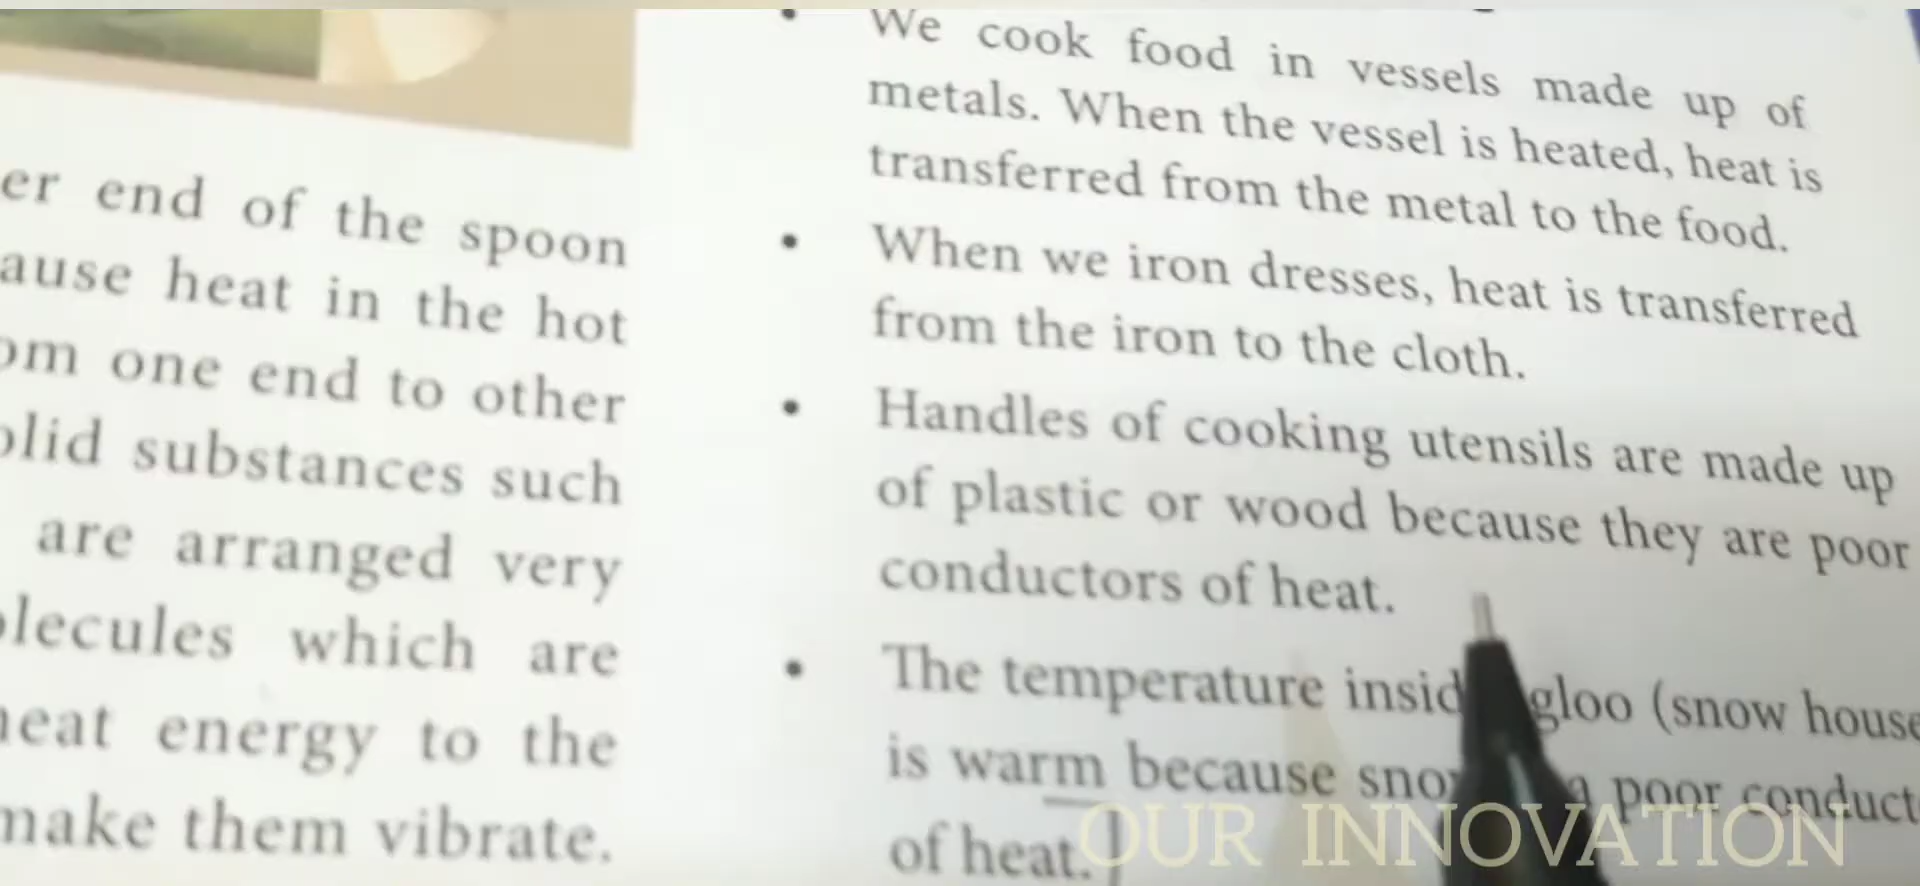 er end of the spoon
ause heat in the hot
om one end to other
olid substances such
are arranged very
olecules which are
heat energy to the
make them vibrate.
We cook food in vessels made up of
metals. When the vessel is heated, heat is
transferred from the metal to the food.
• When we iron dresses, heat is transferred
from the iron to the cloth.
• Handles of cooking utensils are made up
of plastic or wood because they are poor
conductors of heat.
• The temperature insid gloo (snow house
is warm because sno a poor conduct
of heat.
OUR INNOVATION